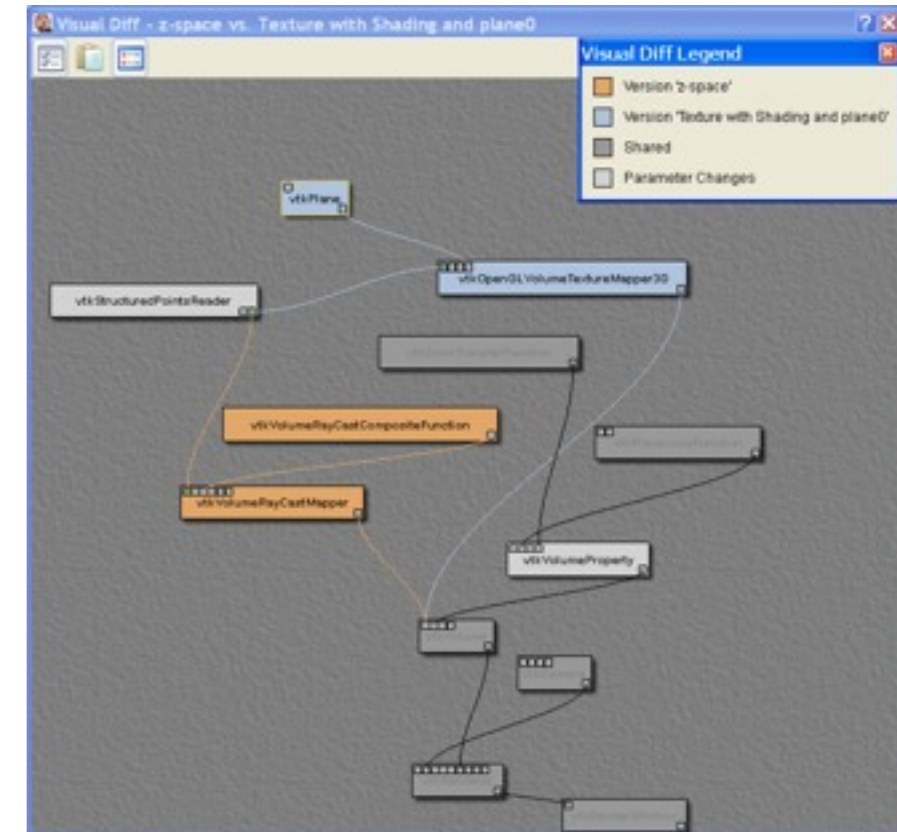 Visual Diff - z-space vs. Texture with Shading and plane0
Visual Diff Legend
Version 'z-space'
Version 'Texture with Shading and plane0'
Shared
Parameter Changes
vtkPlane
vtkOpenGLVolumeTextureMapper3D
vtkStructuredPointsReader
vtkVolumeRayCastCompositeFunction
vtkVolumeRayCastMapper
vtkVolumeProperty